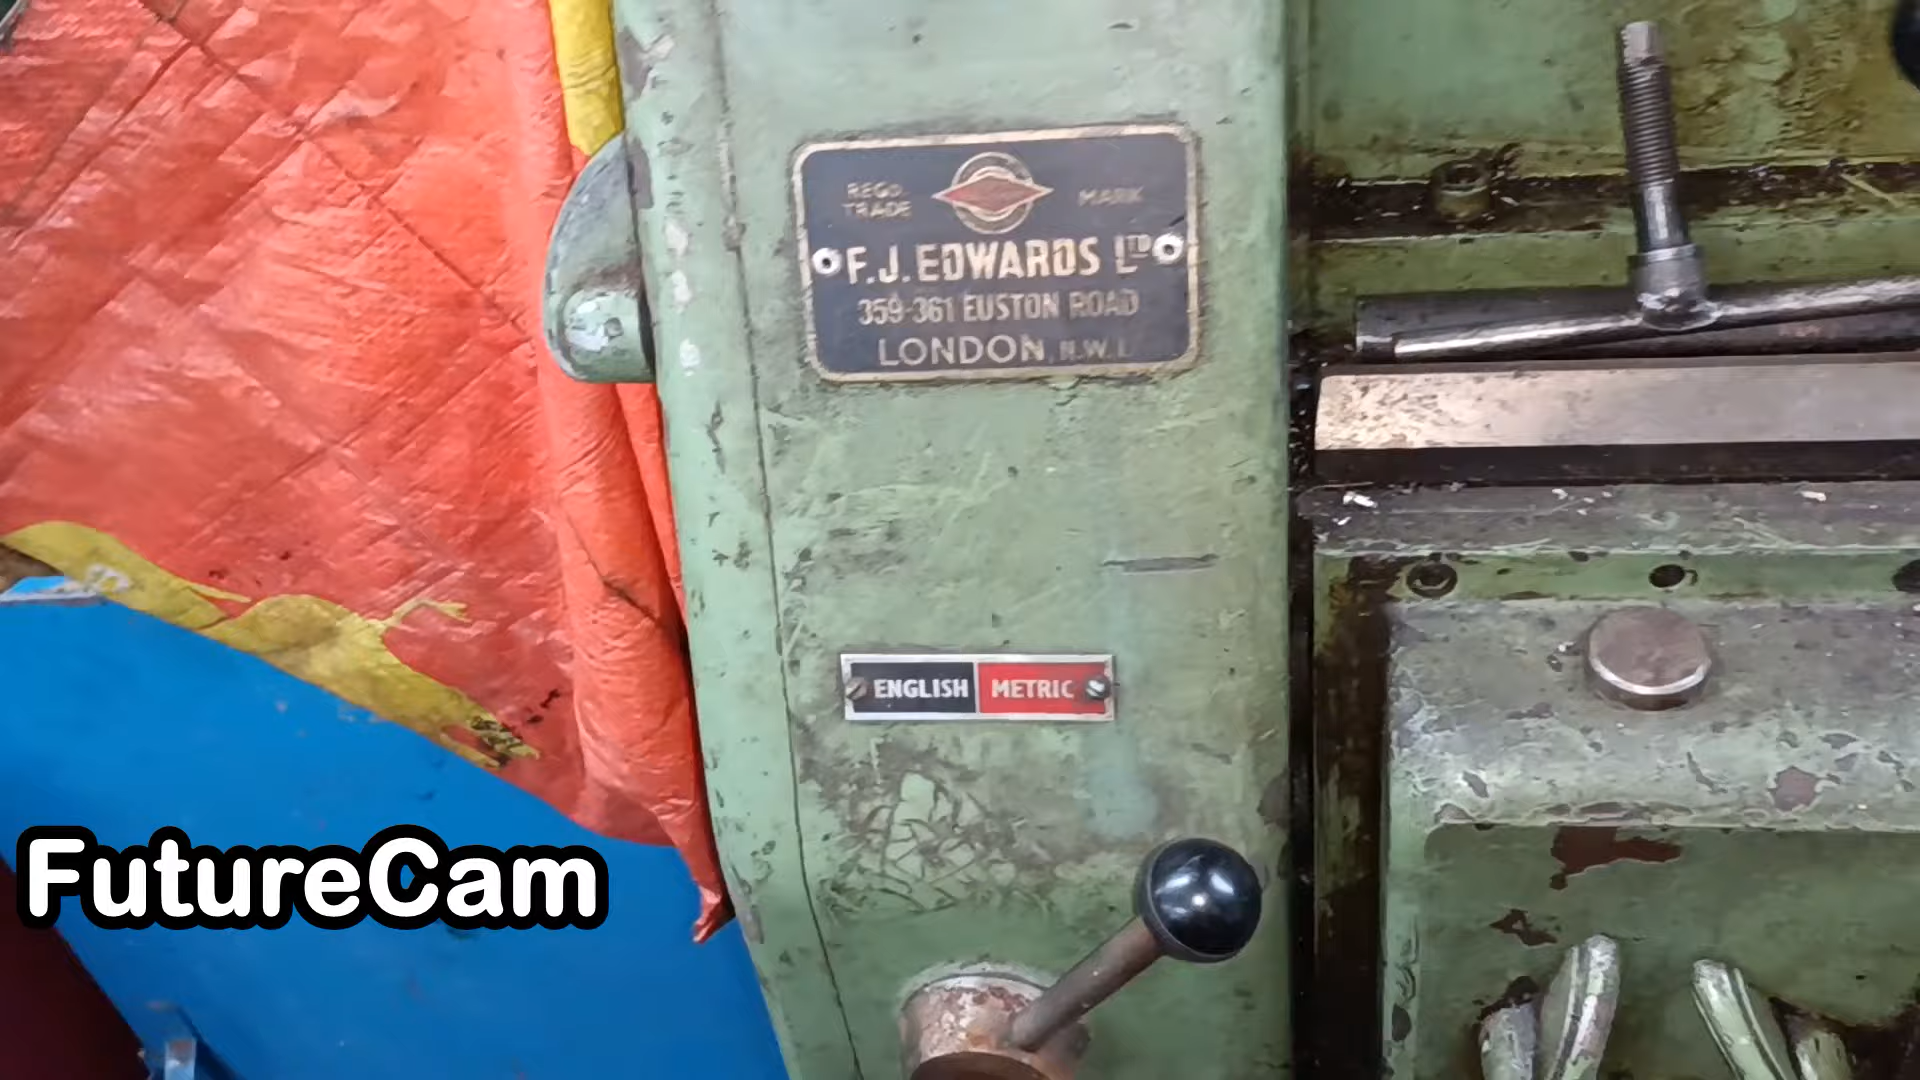 REGD.
TRADE
MARK
F.J. EDWARDS LTD
359-361 EUSTON ROAD
LONDON, N.W.1.
ENGLISH METRIC
FutureCam